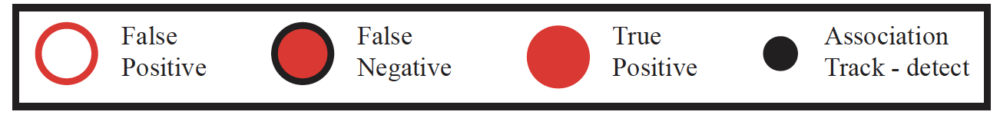 False
Positive
False
Negative
True
Positive
Association
Track - detect